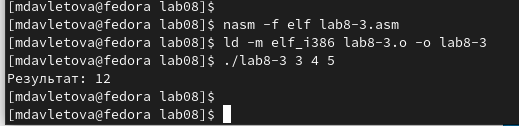 [mdavletova@fedora lab08]$
[mdavletova@fedora lab08]$ nasm -f elf lab8-3.asm
[mdavletova@fedora lab08]$ ld -m elf_i386 lab8-3.o -o lab8-3
[mdavletova@fedora lab08]$ ./lab8-3 3 4 5
Результат: 12
[mdavletova@fedora lab08]$
[mdavletova@fedora lab08]$